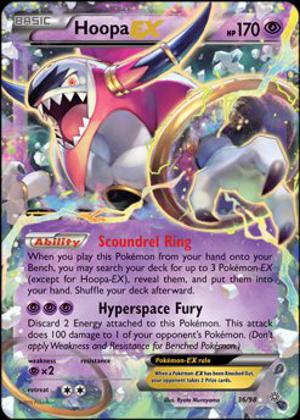 BASIC
Hoopa EX
HP 170
Ability
Scoundrel Ring
When you play this Pokémon from your hand onto your
Bench, you may search your deck for up to 3 Pokémon-EX
(except for Hoopa-EX), reveal them, and put them into
your hand. Shuffle your deck afterward.
Hyperspace Fury
Discard 2 Energy attached to this Pokémon. This attack
does 100 damage to 1 of your opponent's Pokémon. (Don't
apply Weakness and Resistance for Benched Pokémon.)
weakness
resistance
Pokémon-EX rule
×2
When a Pokémon-EX has been Knocked Out,
your opponent takes 2 Prize cards.
retreat
Illus. Ryota Murayama
36/98